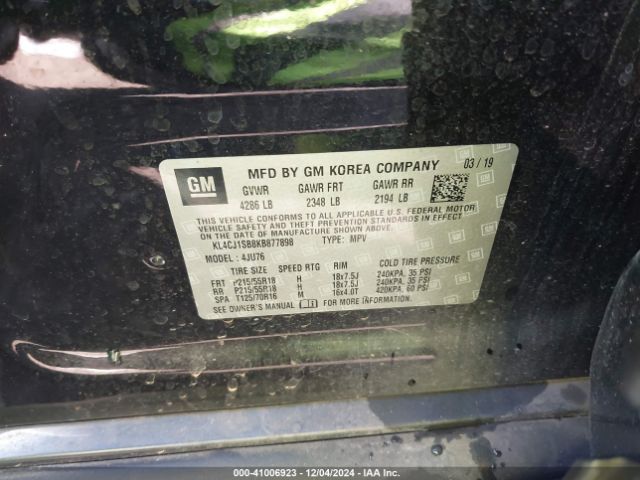 GM
MFD BY GM KOREA COMPANY 03 / 19
GVWR GAWR FRT GAWR RR
4286 LB 2348 LB 2194 LB
THIS VEHICLE CONFORMS TO ALL APPLICABLE U.S. FEDERAL MOTOR
VEHICLE SAFETY, BUMPER, AND THEFT PREVENTION STANDARDS IN EFFECT
ON THE DATE OF MANUFACTURE SHOWN ABOVE.
KL4CJ1SB8KB877898 TYPE: MPV
MODEL : 4JU76
TIRE SIZE SPEED RTG RIM COLD TIRE PRESSURE
FRT P215/55R18 H 18x7.5J 240KPA, 35 PSI
RR P215/55R18 H 18x7.5J 240KPA, 35 PSI
SPA T125/70R16 M 16x4.0T 420KPA, 60 PSI
SEE OWNER'S MANUAL FOR MORE INFORMATION.
000-41006923 - 12/04/2024 - IAA Inc.